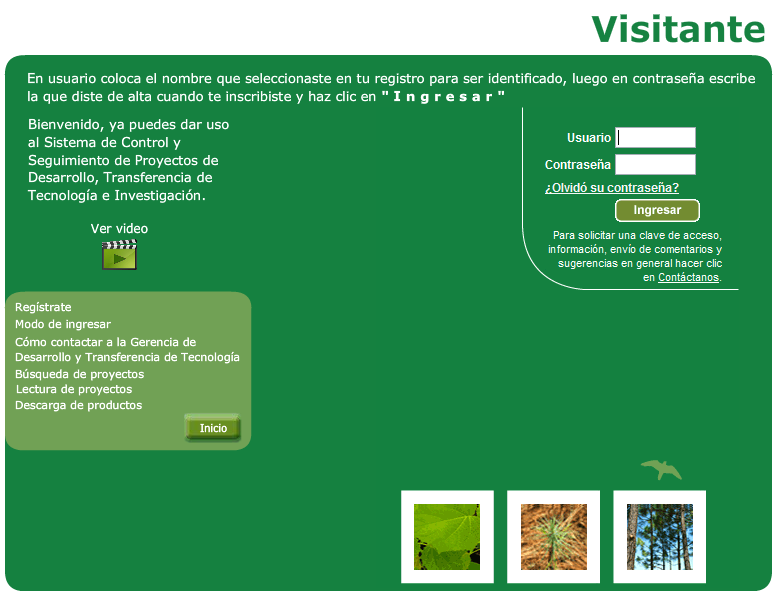 Visitante
En usuario coloca el nombre que seleccionaste en tu registro para ser identificado, luego en contraseña escribe
la que diste de alta cuando te inscribiste y haz clic en "Ingresar"
Bienvenido, ya puedes dar uso
al Sistema de Control y
Seguimiento de Proyectos de
Desarrollo, Transferencia de
Tecnología e Investigación.
Ver video
Usuario
Contraseña
¿Olvidó su contraseña?
Ingresar
Para solicitar una clave de acceso,
información, envío de comentarios y
sugerencias en general hacer clic
en Contáctanos.
Regístrate
Modo de ingresar
Cómo contactar a la Gerencia de
Desarrollo y Transferencia de Tecnología
Búsqueda de proyectos
Lectura de proyectos
Descarga de productos
Inicio